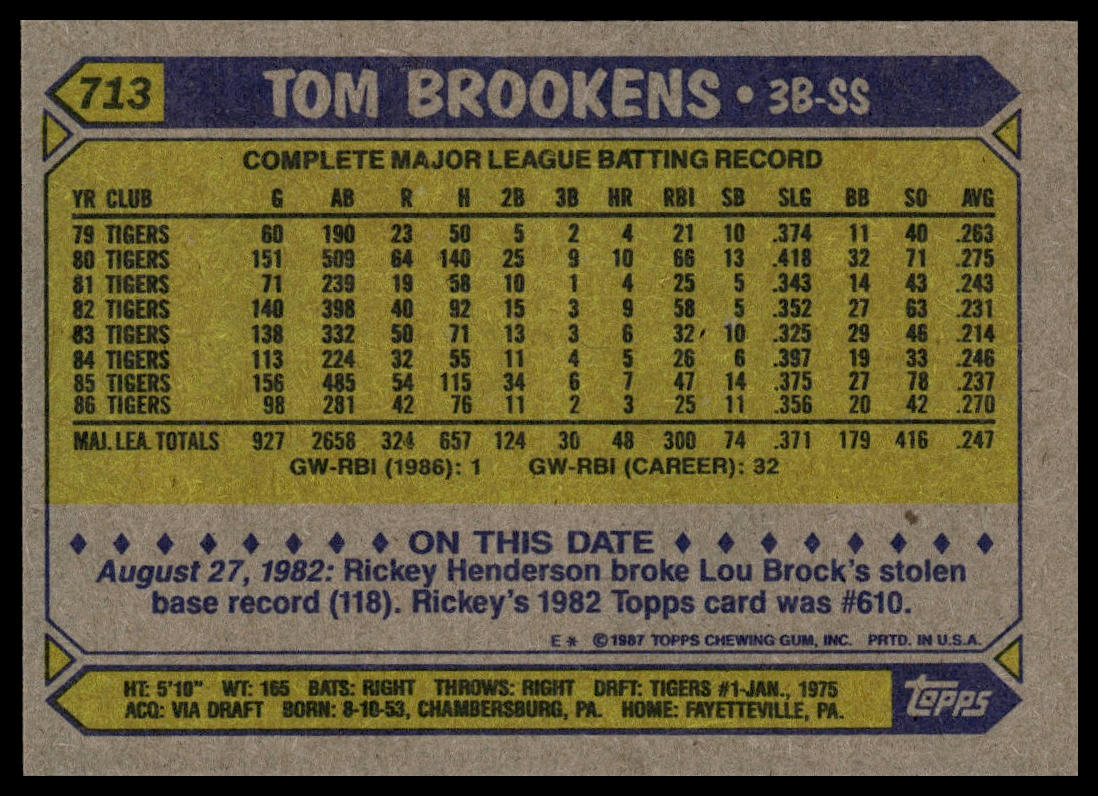 713 TOM BROOKENS • 3B-SS
COMPLETE MAJOR LEAGUE BATTING RECORD
YR CLUB G AB R H 2B 3B HR RBI SB SLG BB SO AVG
79 TIGERS 60 190 23 50 5 2 4 21 10 .374 11 40 .263
80 TIGERS 151 509 64 140 25 9 10 66 13 .418 32 71 .275
81 TIGERS 71 239 19 58 10 1 4 25 5 .343 14 43 .243
82 TIGERS 140 398 40 92 15 3 9 58 5 .352 27 63 .231
83 TIGERS 138 332 50 71 13 3 6 32 10 .325 29 46 .214
84 TIGERS 113 224 32 55 11 4 5 26 6 .397 19 33 .246
85 TIGERS 156 485 54 115 34 6 7 47 14 .375 27 78 .237
86 TIGERS 98 281 42 76 11 2 3 25 11 .356 20 42 .270
MAJ. LEA. TOTALS 927 2658 324 657 124 30 48 300 74 .371 179 416 .247
GW-RBI (1986): 1 GW-RBI (CAREER): 32
♦ ♦ ♦ ♦ ♦ ♦ ♦ ♦ ON THIS DATE ♦ ♦ ♦ ♦ ♦ ♦ ♦ ♦
August 27, 1982: Rickey Henderson broke Lou Brock's stolen
base record (118). Rickey's 1982 Topps card was #610.
E* ©1987 TOPPS CHEWING GUM, INC. PRTD. IN U.S.A.
HT: 5'10" WT: 165 BATS: RIGHT THROWS: RIGHT DRFT: TIGERS #1-JAN., 1975
ACQ: VIA DRAFT BORN: 8-10-53, CHAMBERSBURG, PA. HOME: FAYETTEVILLE, PA.
topps